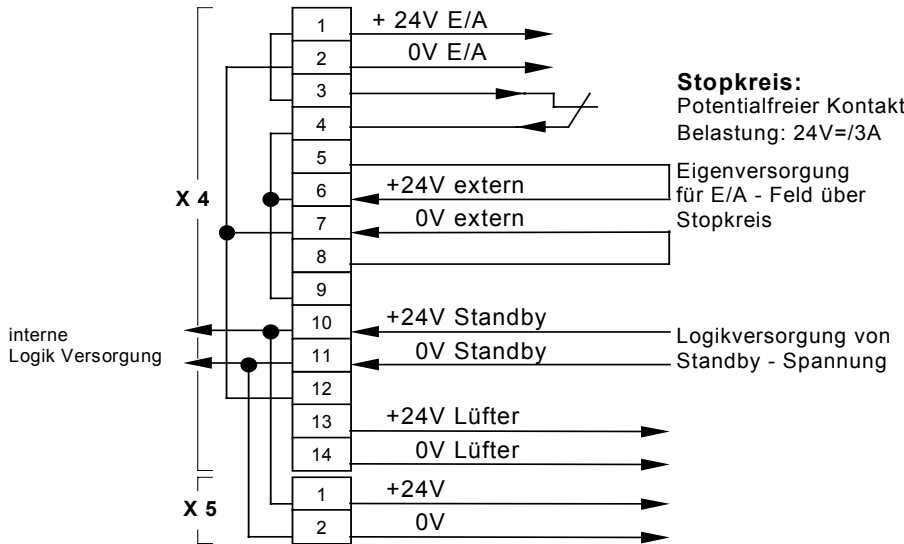 1
+ 24V E/A
2
0V E/A
3
4
Stopkreis:
Potentialfreier Kontakt
Belastung: 24V=/3A
5
6
+24V extern
7
0V extern
8
9
Eigenversorgung
für E/A - Feld über
Stopkreis
X 4
10
+24V Standby
11
0V Standby
12
Logikversorgung von
Standby - Spannung
interne
Logik Versorgung
13
+24V Lüfter
14
0V Lüfter
X 5
1
+24V
2
0V